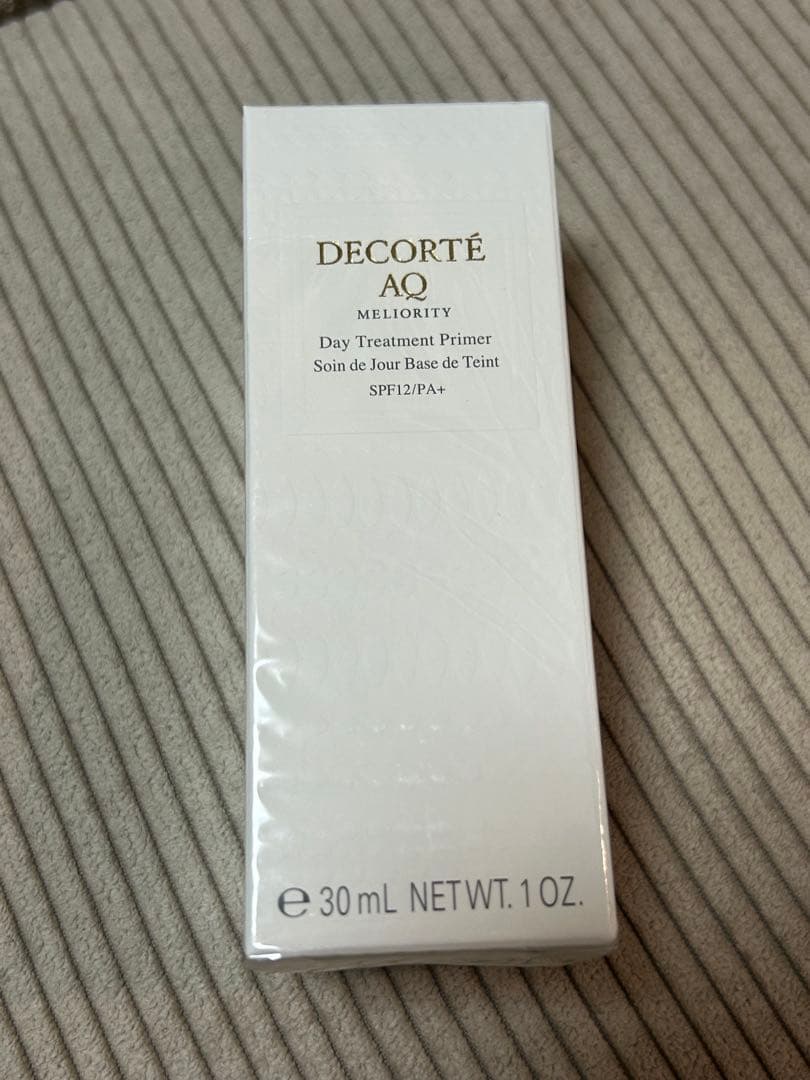 DECORTÉ
AQ
MELIORITY
Day Treatment Primer
Soin de Jour Base de Teint
SPF12/PA+
℮ 30 mL NET WT. 1 OZ.